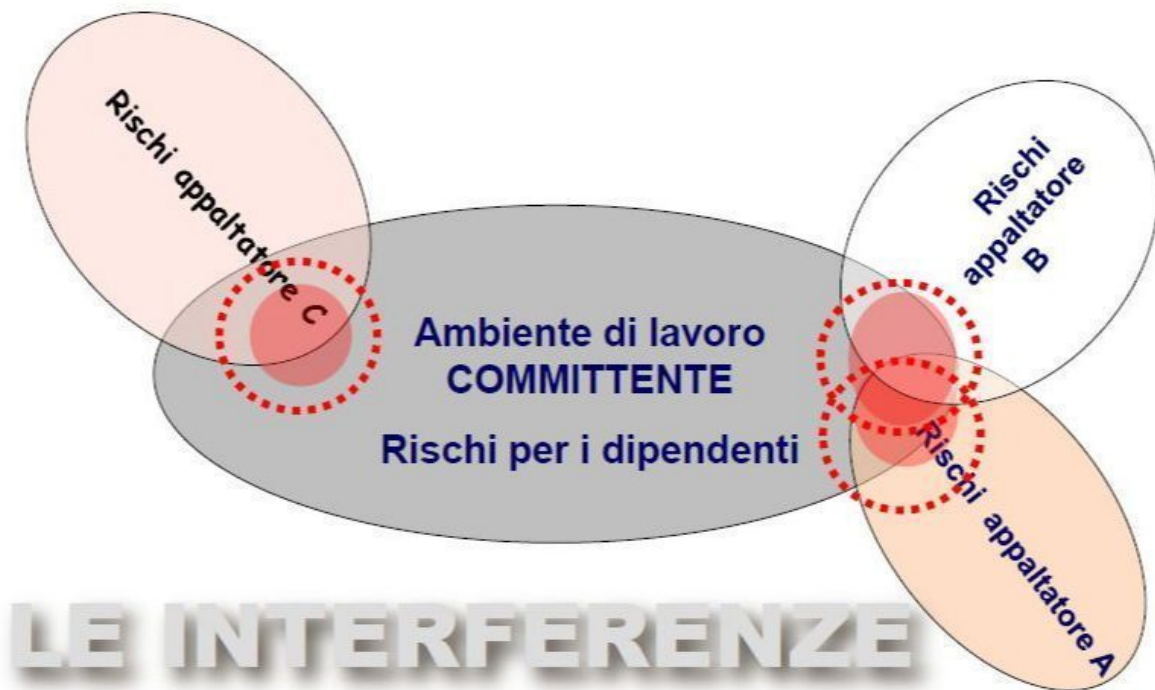 Rischi appaltatore C
Rischi
appaltatore
B
Ambiente di lavoro
COMMITTENTE
Rischi per i dipendenti
Rischi appaltatore A
LE INTERFERENZE